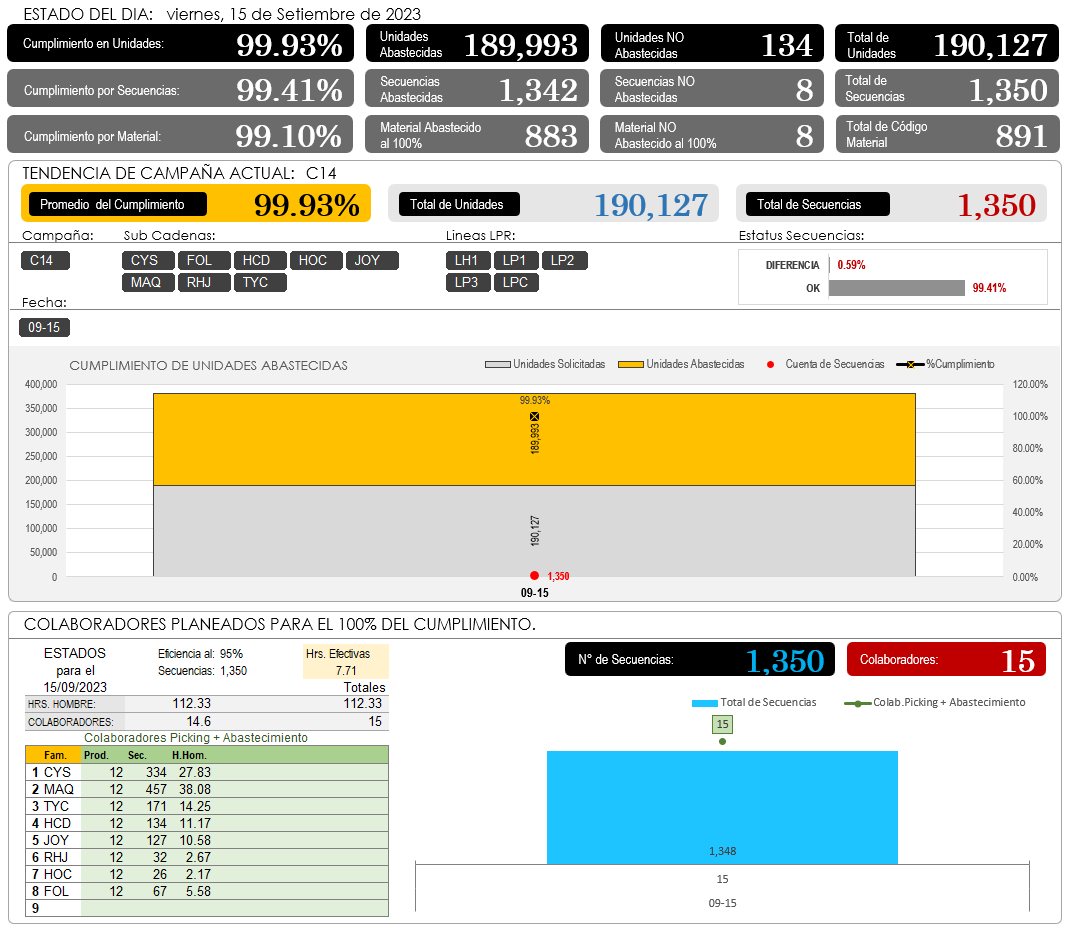 ESTADO DEL DIA: viernes, 15 de Setiembre de 2023
Cumplimiento en Unidades: 99.93%
Unidades Abastecidas 189,993
Unidades NO Abastecidas 134
Total de Unidades 190,127
Cumplimiento por Secuencias: 99.41%
Secuencias Abastecidas 1,342
Secuencias NO Abastecidas 8
Total de Secuencias 1,350
Cumplimiento por Material: 99.10%
Material Abastecido al 100% 883
Material NO Abastecido al 100% 8
Total de Código Material 891
TENDENCIA DE CAMPAÑA ACTUAL: C14
Promedio del Cumplimiento 99.93%
Total de Unidades 190,127
Total de Secuencias 1,350
Campaña: Sub Cadenas: Lineas LPR: Estatus Secuencias:
C14 CYS FOL HCD HOC JOY LH1 LP1 LP2
MAQ RHJ TYC LP3 LPC
DIFERENCIA 0.59%
OK 99.41%
Fecha:
09-15
CUMPLIMIENTO DE UNIDADES ABASTECIDAS
Unidades Solicitadas Unidades Abastecidas Cuenta de Secuencias %Cumplimiento
400,000 120.00%
350,000 100.00%
300,000 80.00%
250,000
200,000 60.00%
150,000 40.00%
100,000
50,000 20.00%
0 0.00%
99.93%
189,993
190,127
1,350
09-15
COLABORADORES PLANEADOS PARA EL 100% DEL CUMPLIMIENTO.
ESTADOS para el 15/09/2023
Eficiencia al: 95%
Secuencias: 1,350
Hrs. Efectivas
7.71
Totales
HRS. HOMBRE: 112.33 112.33
COLABORADORES: 14.6 15
Colaboradores Picking + Abastecimiento
Fam. Prod. Sec. H.Hom.
1 CYS 12 334 27.83
2 MAQ 12 457 38.08
3 TYC 12 171 14.25
4 HCD 12 134 11.17
5 JOY 12 127 10.58
6 RHJ 12 32 2.67
7 HOC 12 26 2.17
8 FOL 12 67 5.58
9
N° de Secuencias: 1,350
Colaboradores: 15
Total de Secuencias Colab.Picking + Abastecimiento
15
1,348
15
09-15